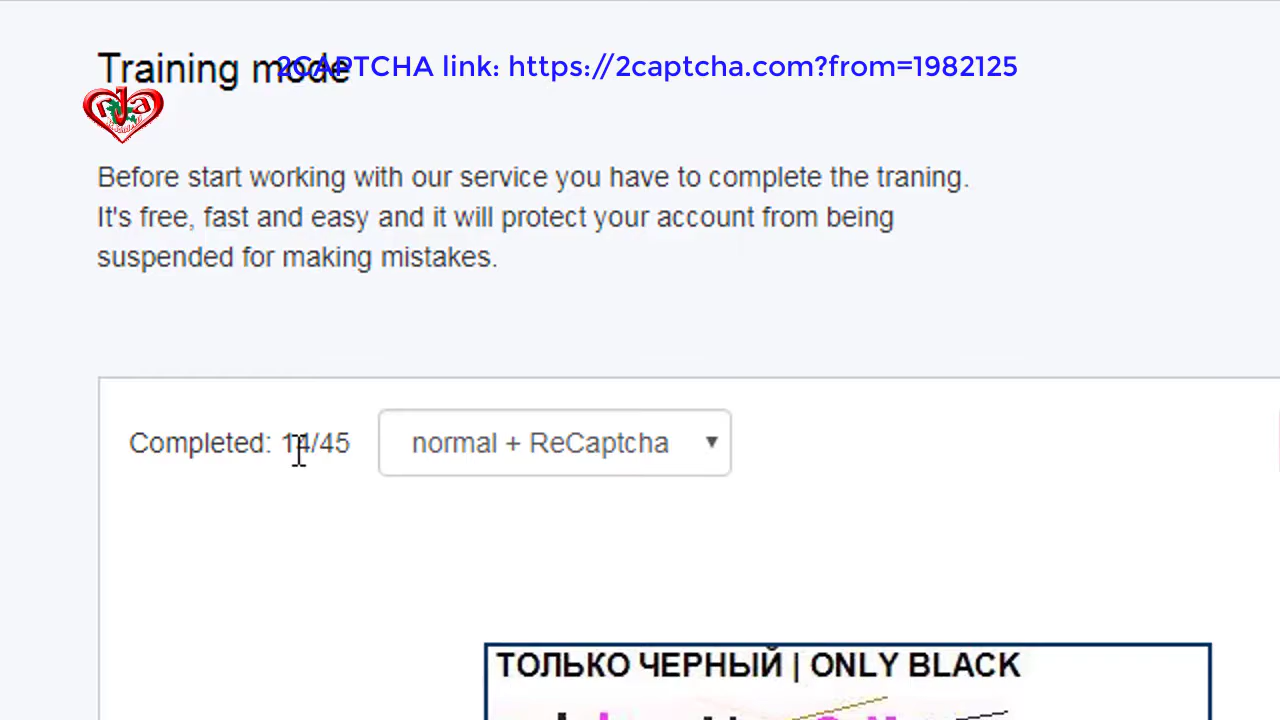 Training mode
2CAPTCHA link: https://2captcha.com?from=1982125
Before start working with our service you have to complete the traning.
It's free, fast and easy and it will protect your account from being
suspended for making mistakes.
Completed: 14/45
normal + ReCaptcha
ТОЛЬКО ЧЕРНЫЙ | ONLY BLACK